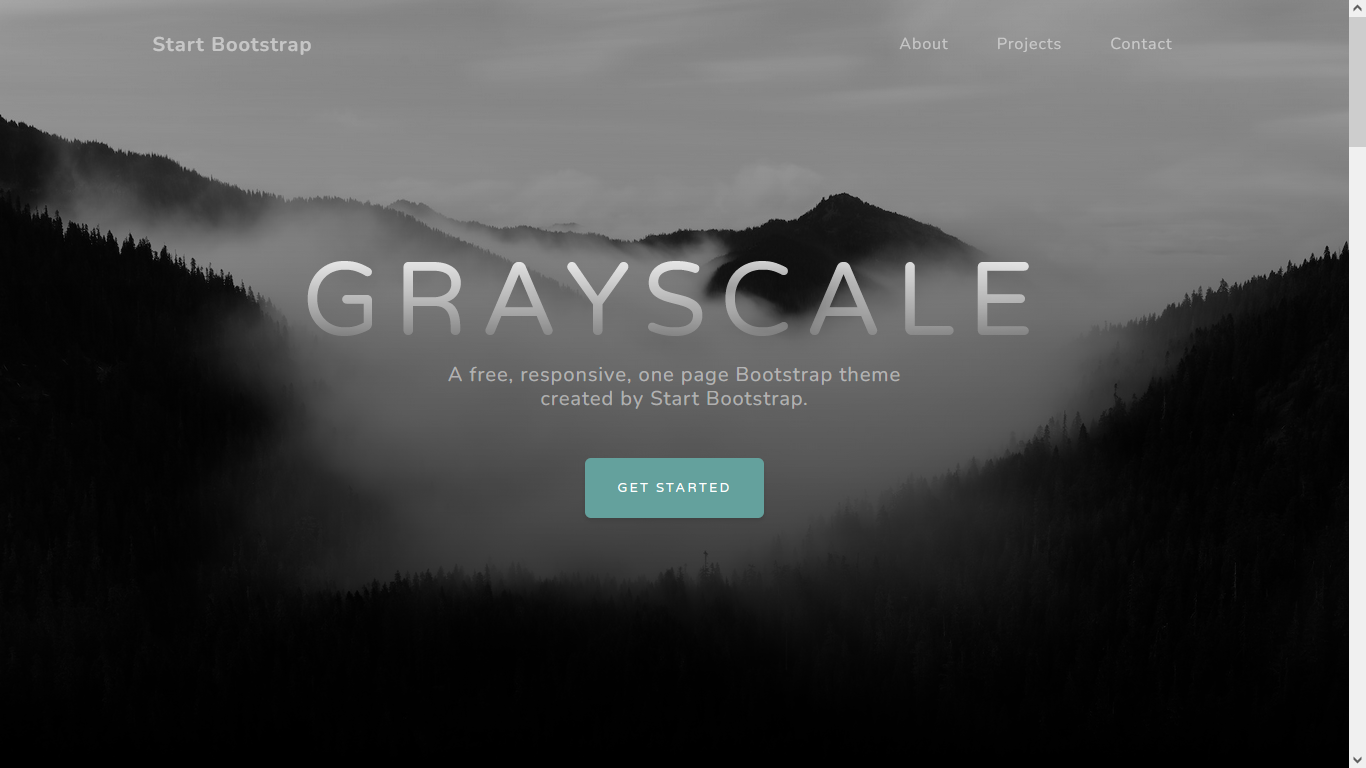 Start Bootstrap
About
Projects
Contact
GRAYSCALE
A free, responsive, one page Bootstrap theme
created by Start Bootstrap.
GET STARTED